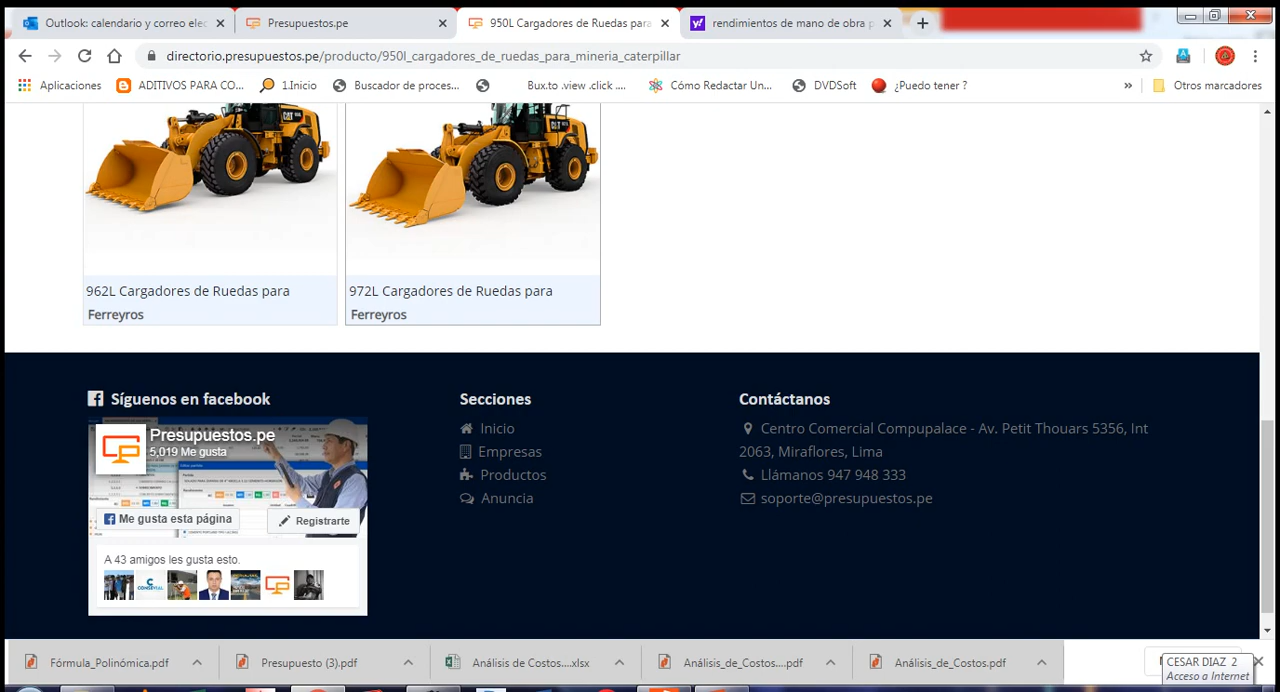 Outlook: calendario y correo elec
Presupuestos.pe
950L Cargadores de Ruedas para
rendimientos de mano de obra p
directorio.presupuestos.pe/producto/950l_cargadores_de_ruedas_para_mineria_caterpillar
Aplicaciones
ADITIVOS PARA CO...
1.Inicio
Buscador de proces...
Bux.to .view .click ....
Cómo Redactar Un...
DVDSoft
¿Puedo tener ?
»
Otros marcadores
CAT
CAT
962L Cargadores de Ruedas para
Ferreyros
972L Cargadores de Ruedas para
Ferreyros
Síguenos en facebook
Presupuestos.pe
5,019 Me gusta
Me gusta esta página
Registrarte
A 43 amigos les gusta esto.
Secciones
Inicio
Empresas
Productos
Anuncia
Contáctanos
Centro Comercial Compupalace - Av. Petit Thouars 5356, Int
2063, Miraflores, Lima
Llámanos 947 948 333
soporte@presupuestos.pe
Fórmula_Polinómica.pdf
Presupuesto (3).pdf
Análisis de Costos....xlsx
Análisis_de_Costos....pdf
Análisis_de_Costos.pdf
CESAR DIAZ 2
Acceso a Internet